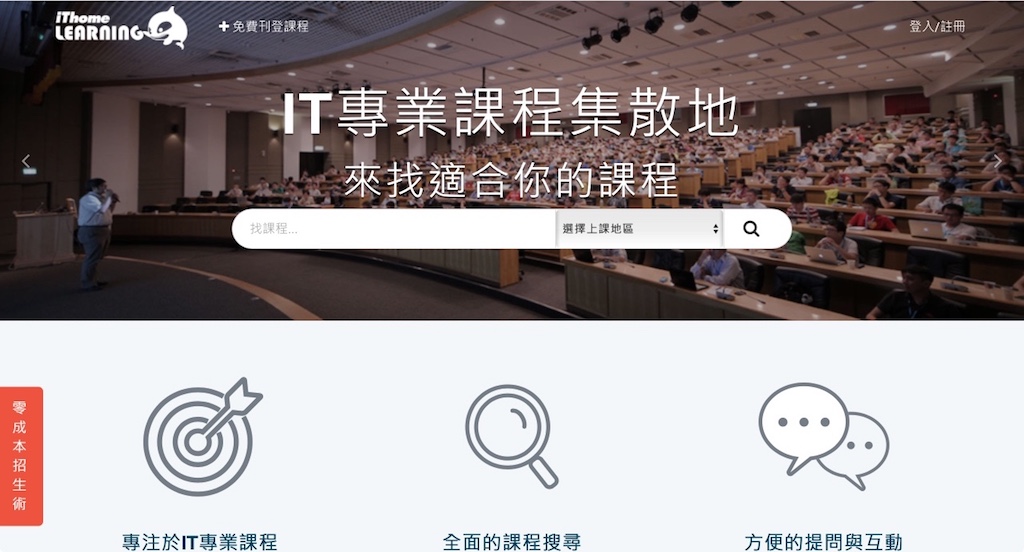 iThome
LEARNING
免費刊登課程
登入/註冊
IT專業課程集散地
來找適合你的課程
找課程...
選擇上課地區
零成本招生術
專注於IT專業課程
全面的課程搜尋
方便的提問與互動